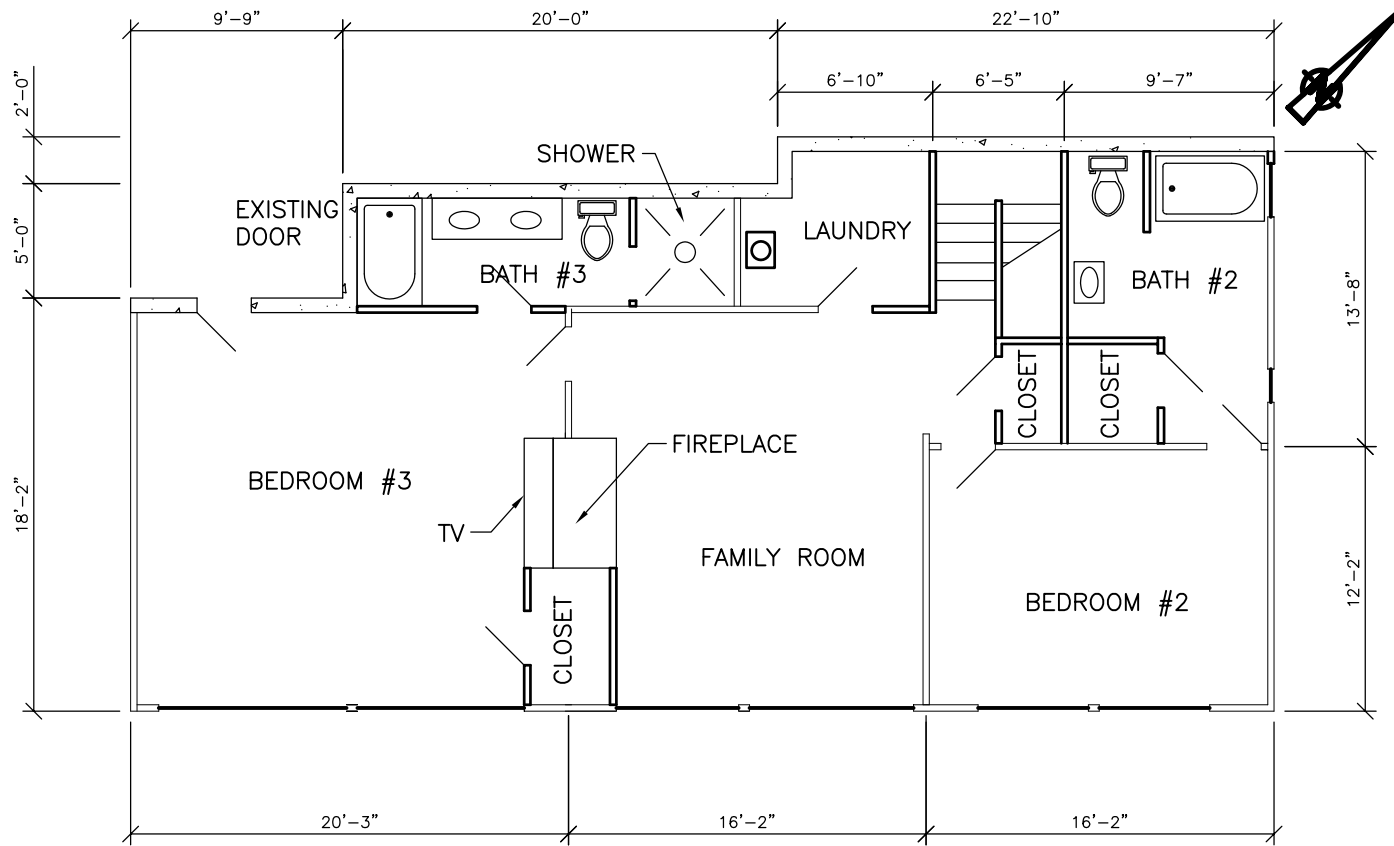 9'-9"
20'-0"
22'-10"
6'-10"
6'-5"
9'-7"
2'-0"
5'-0"
18'-2"
SHOWER
EXISTING
DOOR
LAUNDRY
BATH #3
BATH #2
13'-8"
CLOSET
CLOSET
FIREPLACE
BEDROOM #3
TV
FAMILY ROOM
BEDROOM #2
12'-2"
CLOSET
20'-3"
16'-2"
16'-2"